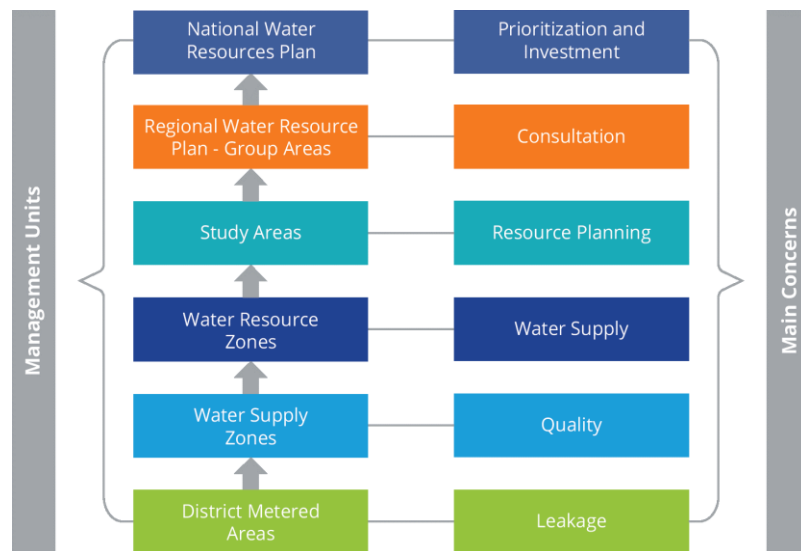 Management Units
National Water
Resources Plan
Prioritization and
Investment
Regional Water Resource
Plan - Group Areas
Consultation
Study Areas
Resource Planning
Water Resource
Zones
Water Supply
Water Supply
Zones
Quality
District Metered
Areas
Leakage
Main Concerns